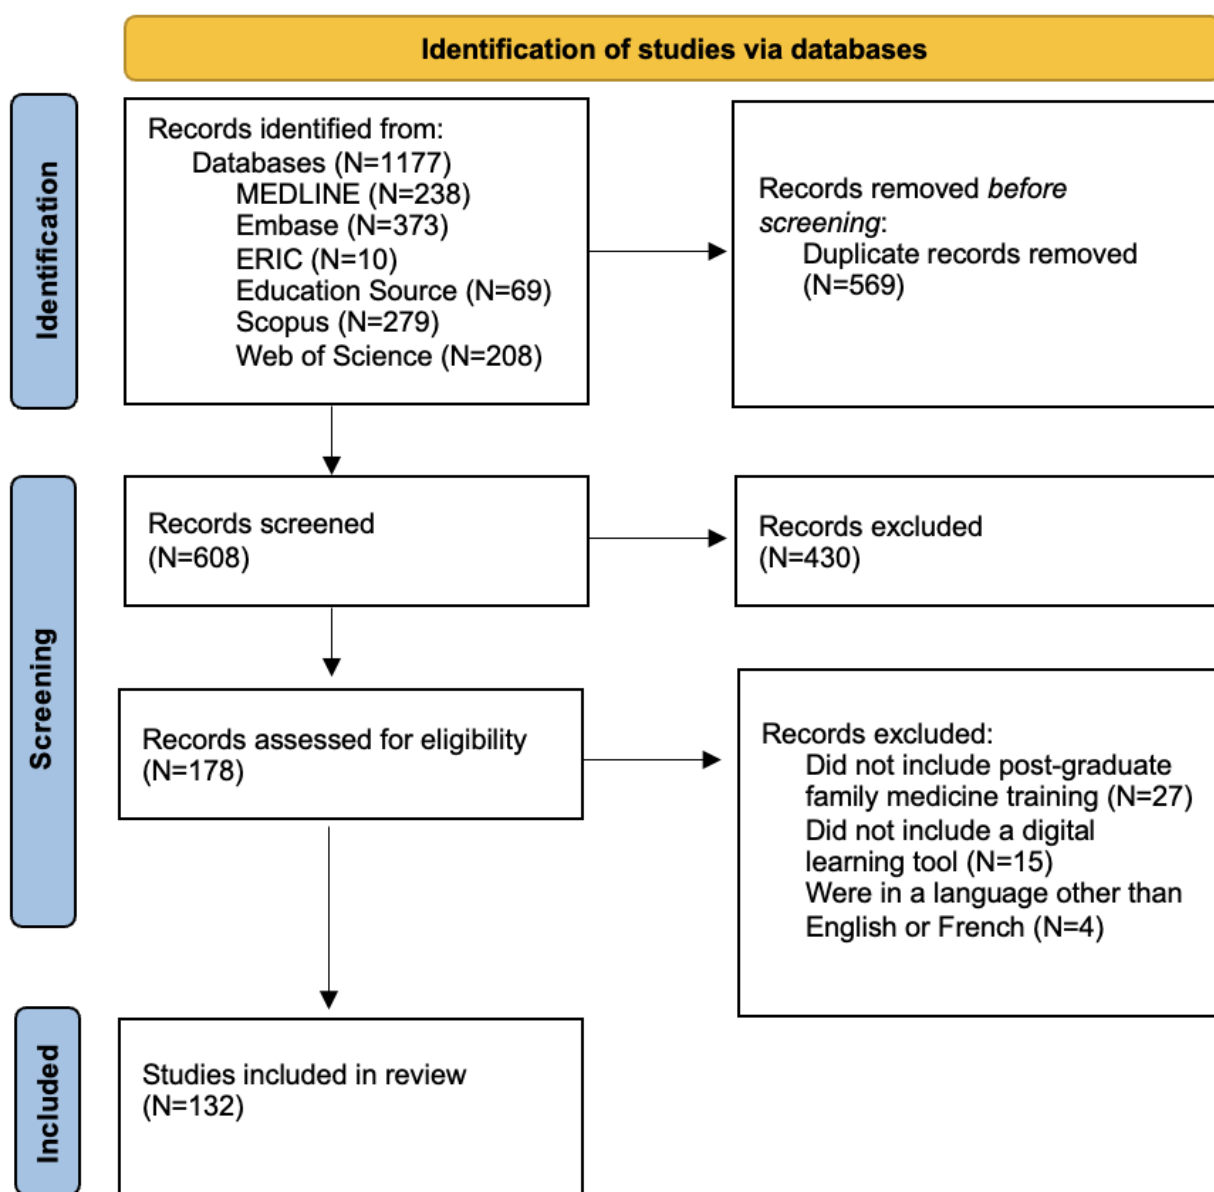 Identification of studies via databases
Identification
Records identified from:
Databases (N=1177)
MEDLINE (N=238)
Embase (N=373)
ERIC (N=10)
Education Source (N=69)
Scopus (N=279)
Web of Science (N=208)
Records removed before
screening:
Duplicate records removed
(N=569)
Screening
Records screened
(N=608)
Records excluded
(N=430)
Records assessed for eligibility
(N=178)
Records excluded:
Did not include post-graduate
family medicine training (N=27)
Did not include a digital
learning tool (N=15)
Were in a language other than
English or French (N=4)
Included
Studies included in review
(N=132)